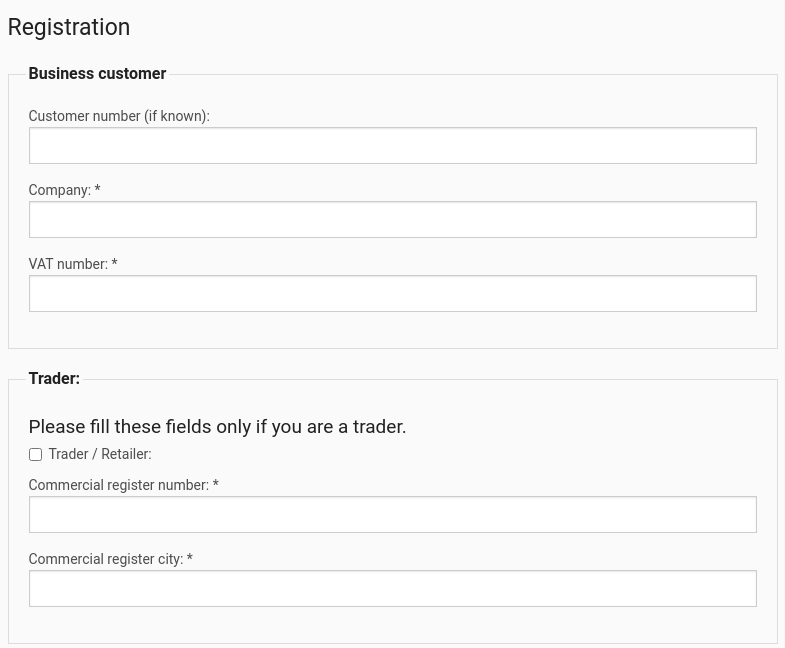 Registration
Business customer
Customer number (if known):
Company: *
VAT number: *
Trader:
Please fill these fields only if you are a trader.
Trader / Retailer:
Commercial register number: *
Commercial register city: *